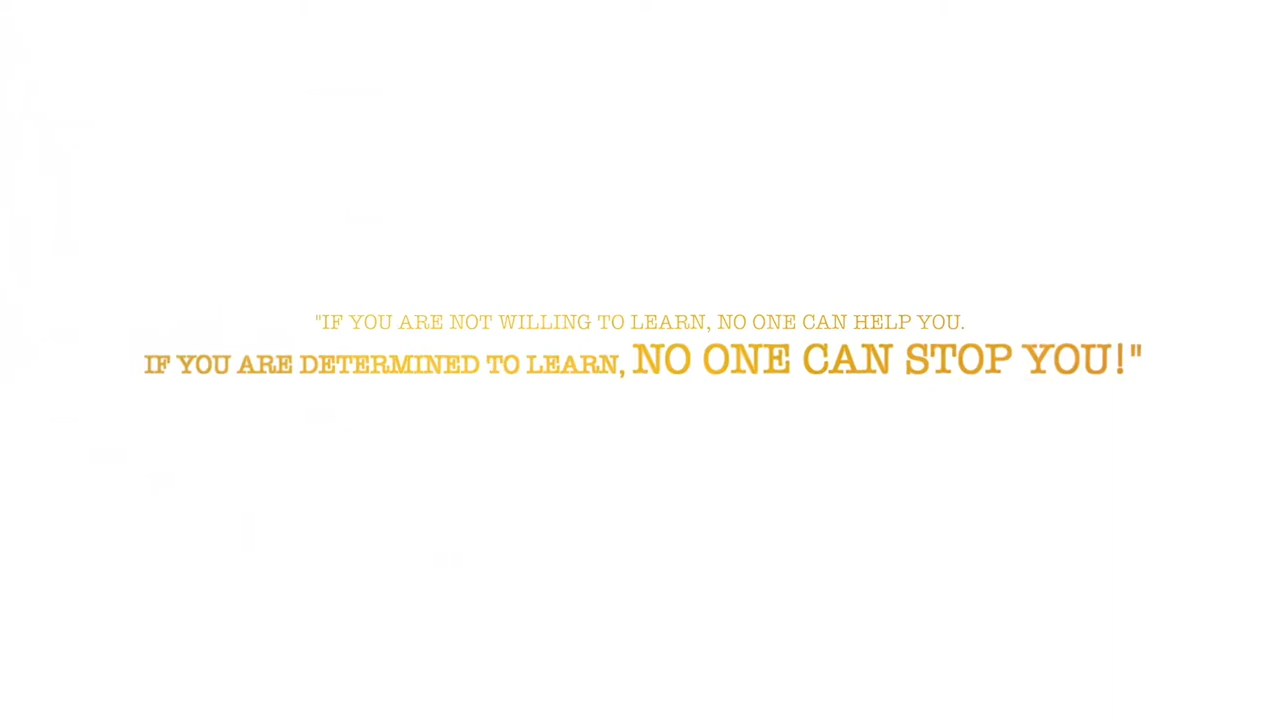 "IF YOU ARE NOT WILLING TO LEARN, NO ONE CAN HELP YOU.
IF YOU ARE DETERMINED TO LEARN, NO ONE CAN STOP YOU!"